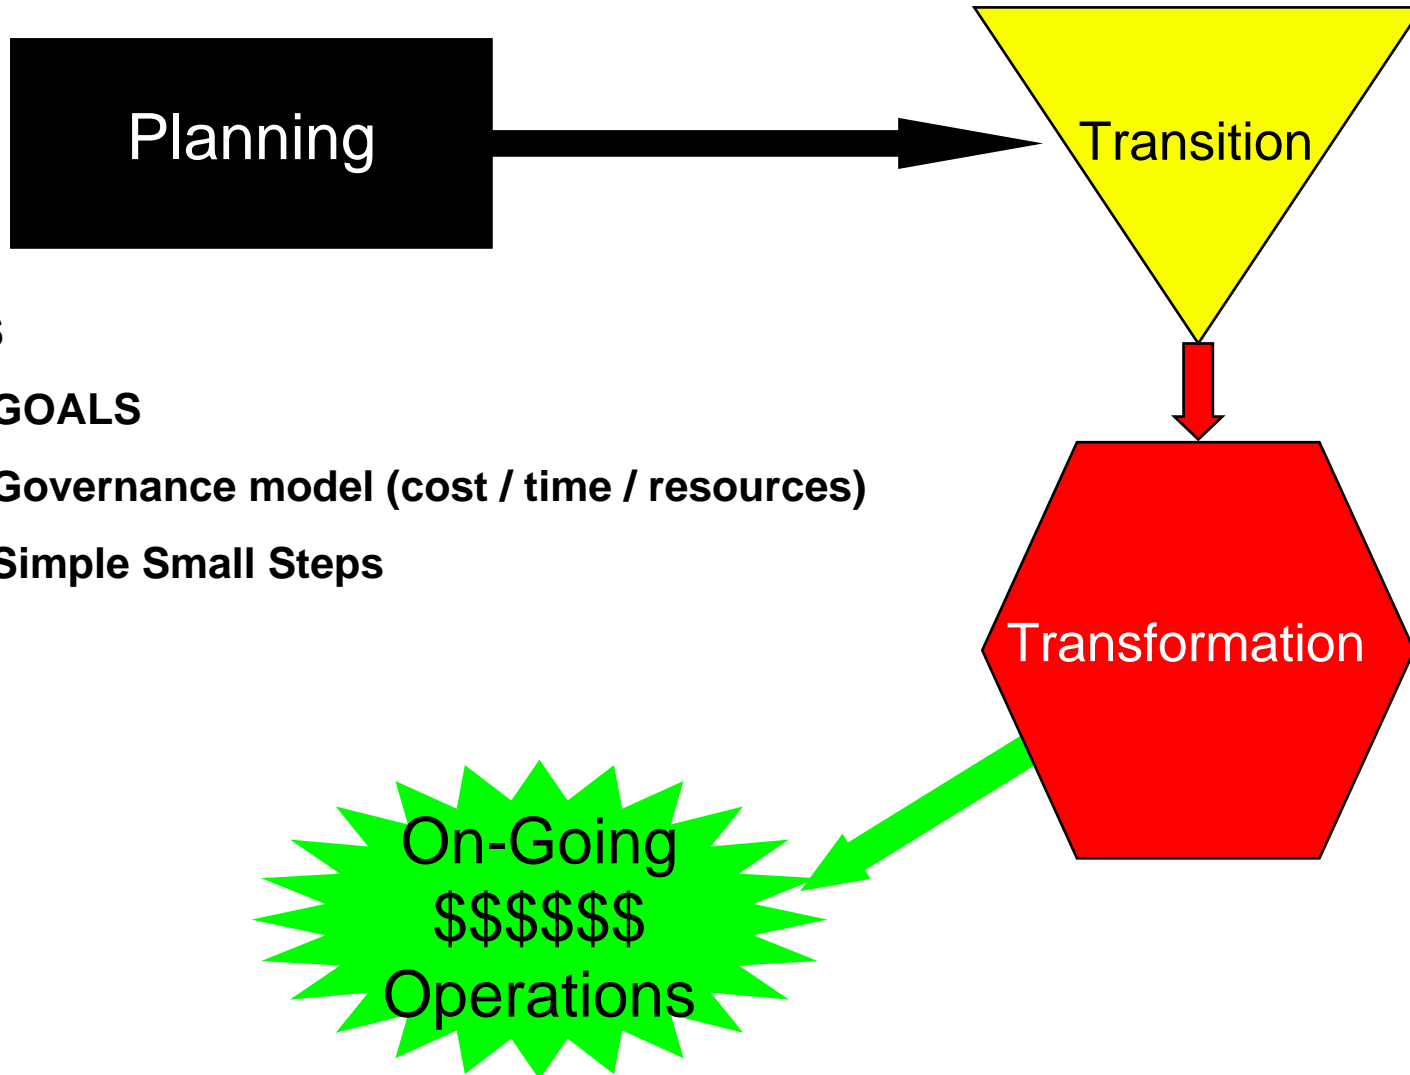 Planning
Transition
S
GOALS
Governance model (cost / time / resources)
Simple Small Steps
Transformation
On-Going
$$$$$$
Operations